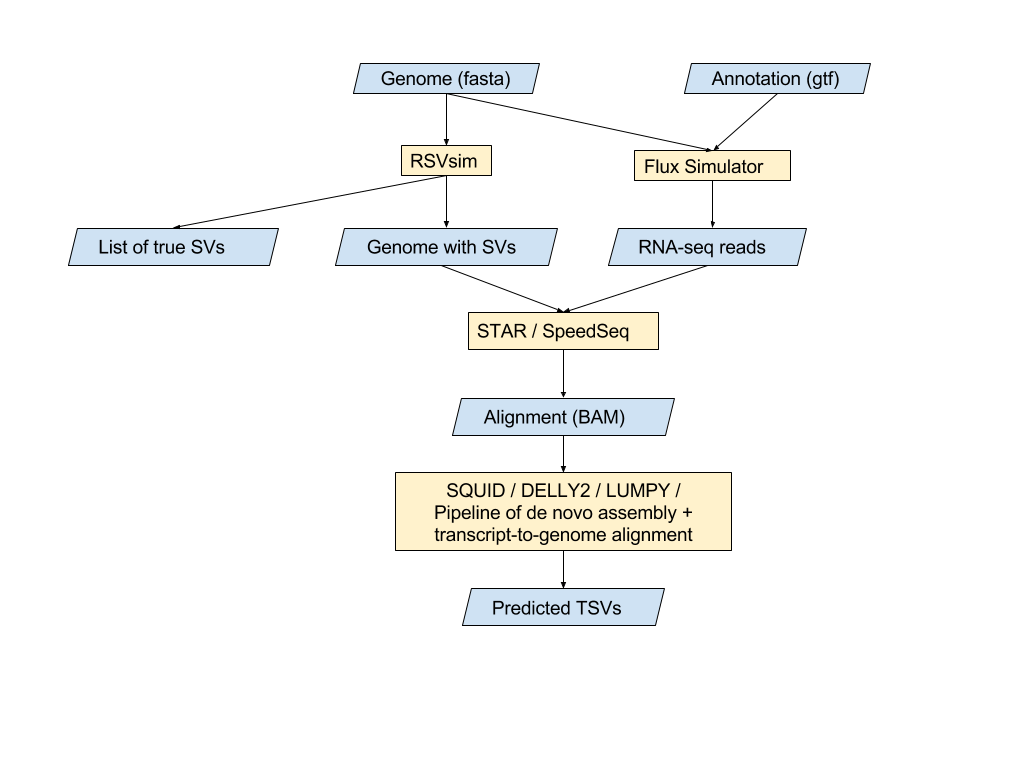 Genome (fasta)
Annotation (gtf)
RSVsim
Flux Simulator
List of true SVs
Genome with SVs
RNA-seq reads
STAR / SpeedSeq
Alignment (BAM)
SQUID / DELLY2 / LUMPY /
Pipeline of de novo assembly +
transcript-to-genome alignment
Predicted TSVs